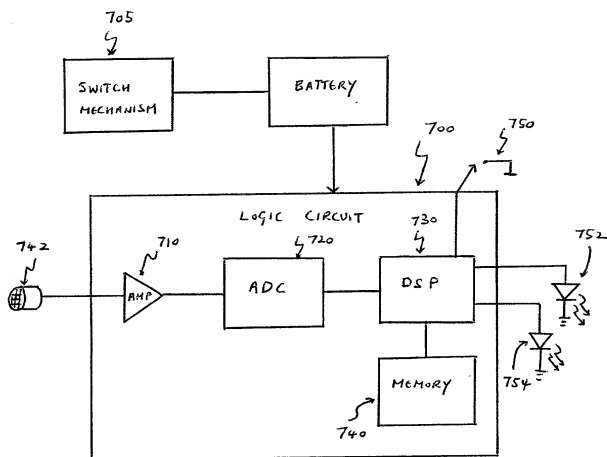 705
SWITCH
MECHANISM
BATTERY
700
750
LOGIC CIRCUIT
742
710
720
730
752
AMP
ADC
DSP
MEMORY
754
740